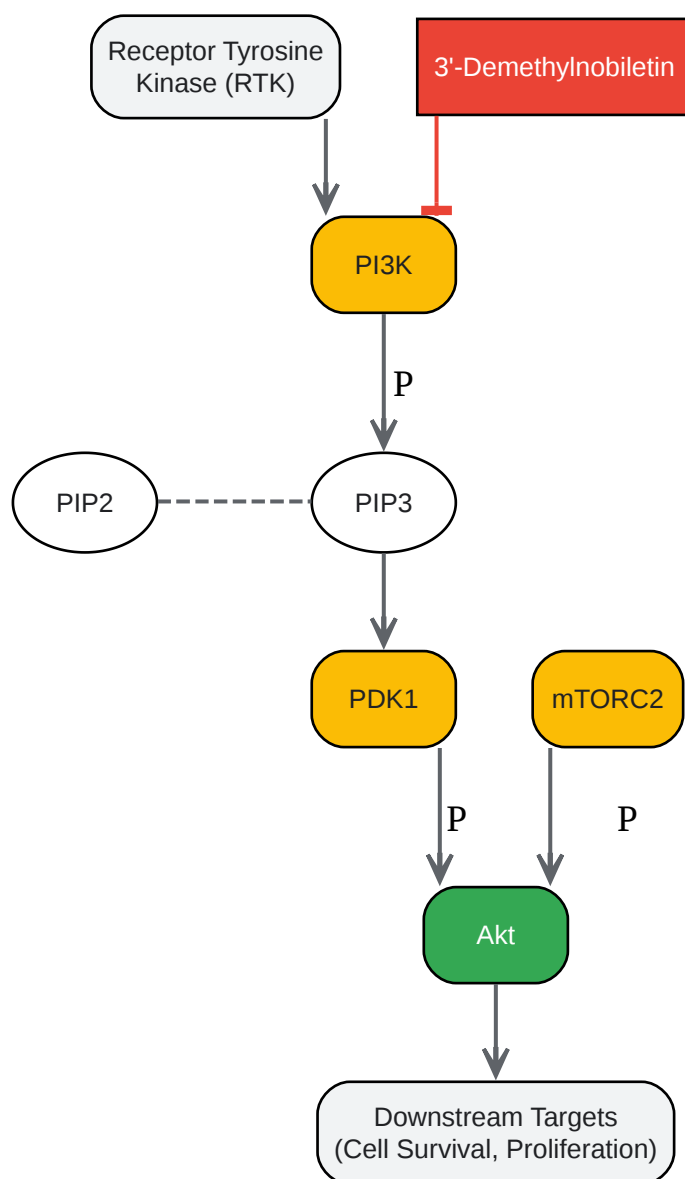 Receptor Tyrosine
Kinase (RTK)
3'-Demethylnobiletin
PI3K
P
PIP2
PIP3
PDK1
mTORC2
P
P
Akt
Downstream Targets
(Cell Survival, Proliferation)